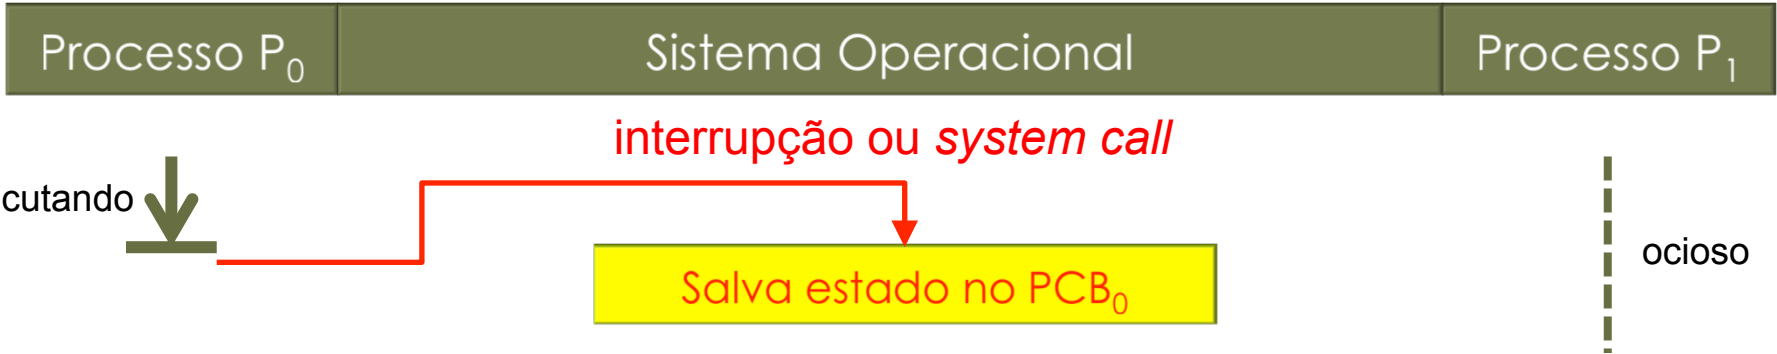 Processo P₀ Sistema Operacional Processo P₁
interrupção ou system call
cutando
ocioso
Salva estado no PCB₀